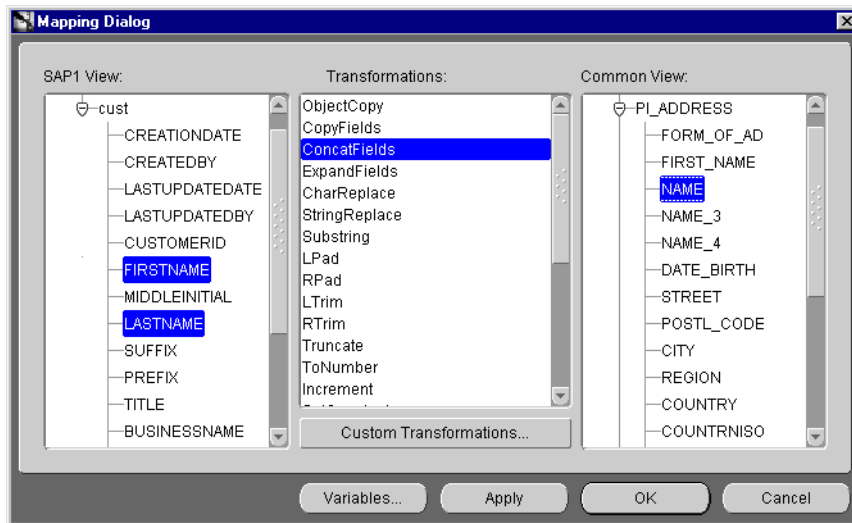 Mapping Dialog
SAP1 View:
cust
CREATIONDATE
CREATEDBY
LASTUPDATEDATE
LASTUPDATEDBY
CUSTOMERID
FIRSTNAME
MIDDLEINITIAL
LASTNAME
SUFFIX
PREFIX
TITLE
BUSINESSNAME
Transformations:
ObjectCopy
CopyFields
ConcatFields
ExpandFields
CharReplace
StringReplace
Substring
LPad
RPad
LTrim
RTrim
Truncate
ToNumber
Increment
Custom Transformations...
Common View:
PI_ADDRESS
FORM_OF_AD
FIRST_NAME
NAME
NAME_3
NAME_4
DATE_BIRTH
STREET
POSTL_CODE
CITY
REGION
COUNTRY
COUNTRNISO
Variables...
Apply
OK
Cancel